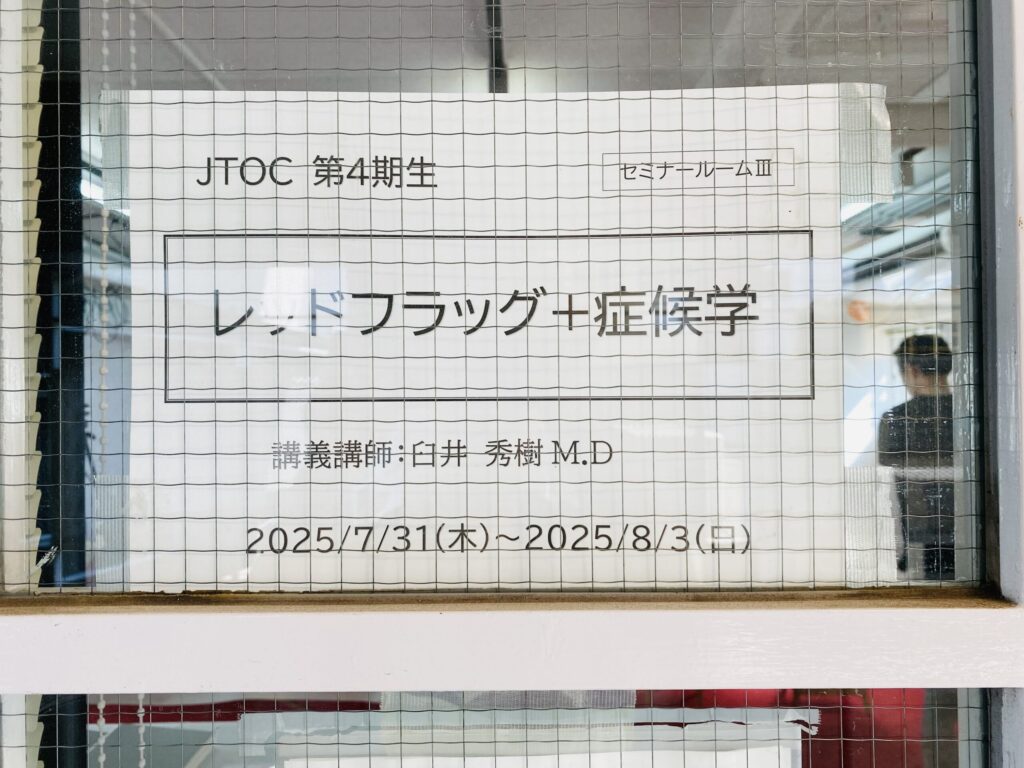 JTOC 第4期生
セミナールームⅢ
レッドフラッグ+症候学
講義講師:臼井 秀樹 M.D
2025/7/31(木)~2025/8/3(日)